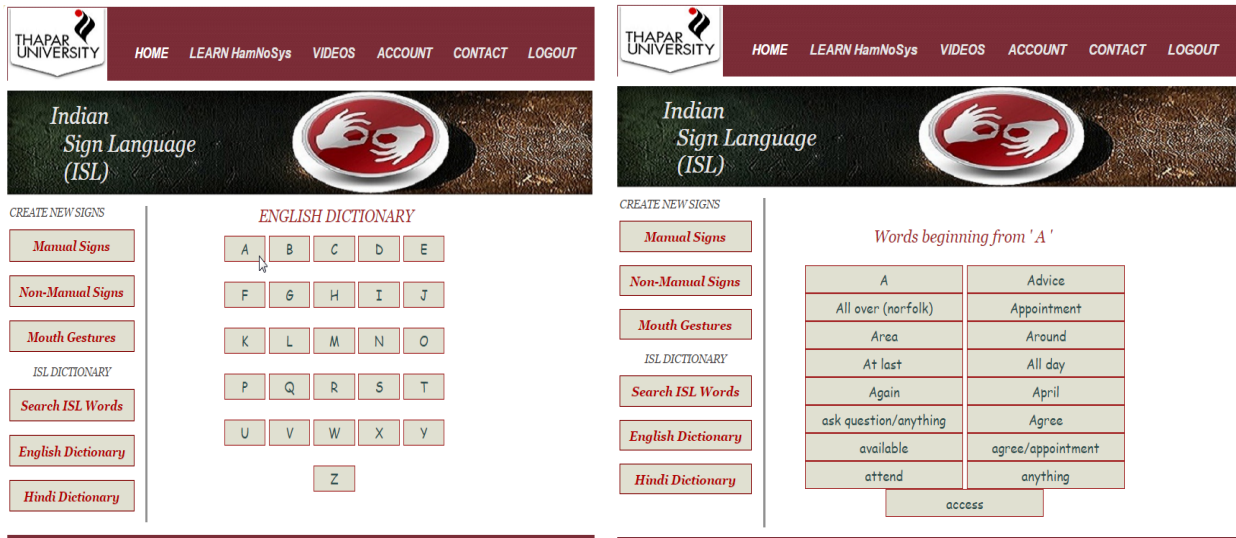 THAPAR
UNIVERSITY
HOME LEARN HamNoSys VIDEOS ACCOUNT CONTACT LOGOUT
Indian
Sign Language
(ISL)
CREATE NEW SIGNS
Manual Signs
Non-Manual Signs
Mouth Gestures
ISL DICTIONARY
Search ISL Words
English Dictionary
Hindi Dictionary
ENGLISH DICTIONARY
A B C D E
F G H I J
K L M N O
P Q R S T
U V W X Y
Z
THAPAR
UNIVERSITY
HOME LEARN HamNoSys VIDEOS ACCOUNT CONTACT LOGOUT
Indian
Sign Language
(ISL)
CREATE NEW SIGNS
Manual Signs
Non-Manual Signs
Mouth Gestures
ISL DICTIONARY
Search ISL Words
English Dictionary
Hindi Dictionary
Words beginning from ' A '
A Advice
All over (norfolk) Appointment
Area Around
At last All day
Again April
ask question/anything Agree
available agree/appointment
attend anything
access